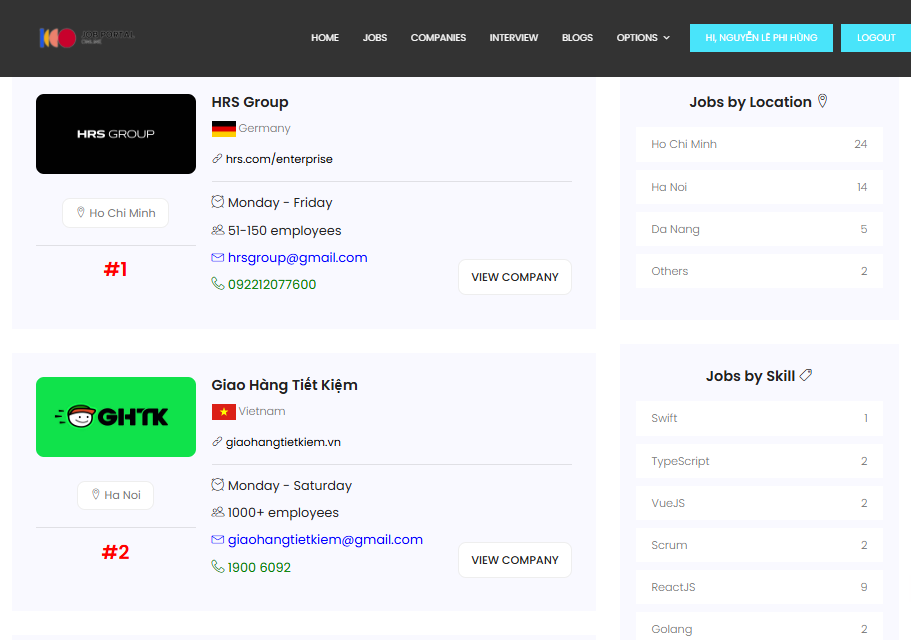 JOB PORTAL
ONLINE
HOME
JOBS
COMPANIES
INTERVIEW
BLOGS
OPTIONS
HI, NGUYỄN LÊ PHI HÙNG
LOGOUT
HRS GROUP
Ho Chi Minh
#1
HRS Group
Germany
hrs.com/enterprise
Monday - Friday
51-150 employees
hrsgroup@gmail.com
092212077600
VIEW COMPANY
GHTK
Ha Noi
#2
Giao Hàng Tiết Kiệm
Vietnam
giaohangtietkiem.vn
Monday - Saturday
1000+ employees
giaohangtietkiem@gmail.com
1900 6092
VIEW COMPANY
Jobs by Location
Ho Chi Minh 24
Ha Noi 14
Da Nang 5
Others 2
Jobs by Skill
Swift 1
TypeScript 2
VueJS 2
Scrum 2
ReactJS 9
Golang 2